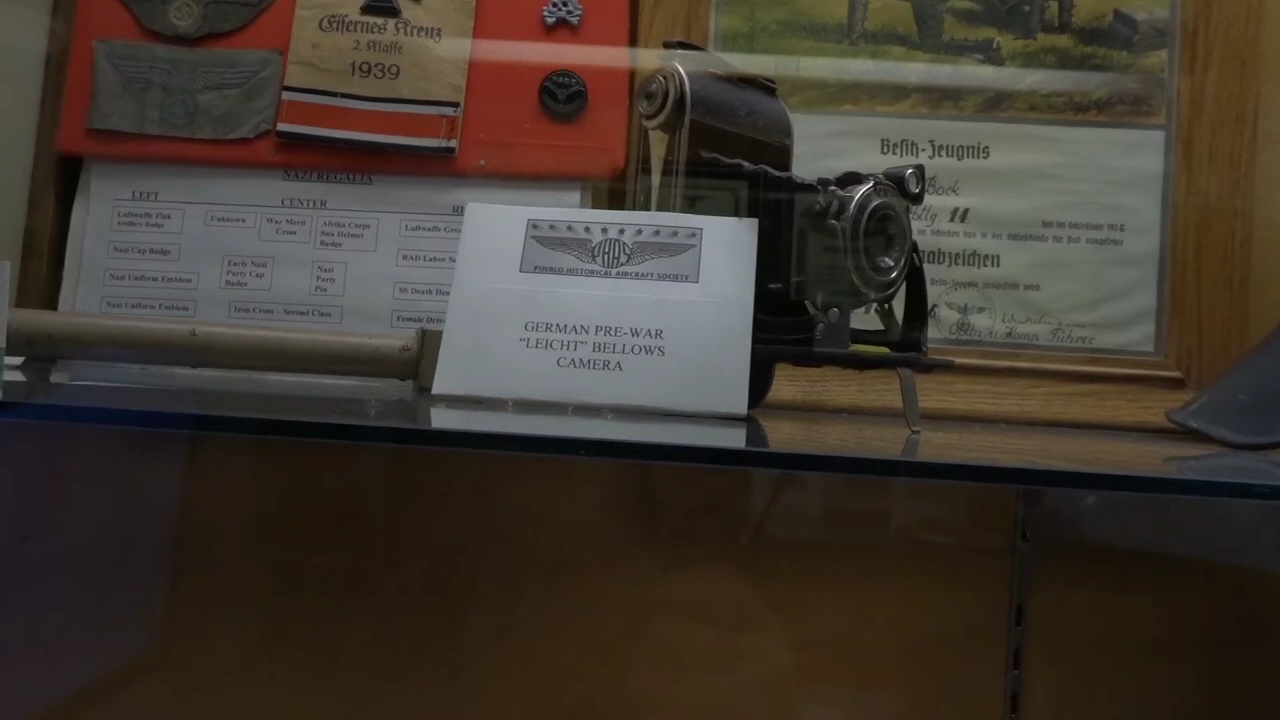 Eisernes Kreuz
2. Klasse
1939
NAZI REGALIA
LEFT
CENTER
Luftwaffe Flak
Artillery Badge
Nazi Cap Badge
Nazi Uniform Emblem
Nazi Uniform Emblem
Unknown
War Merit
Cross
Afrika Corps
Sun Helmet
Badge
Early Nazi
Party Cap
Badge
Nazi
Party
Pin
Iron Cross - Second Class
Luftwaffe
RAD Labor
SS Death
Female
PHAS
PUEBLO HISTORICAL AIRCRAFT SOCIETY
GERMAN PRE-WAR
“LEICHT” BELLOWS
CAMERA
Besitz-Zeugnis
Bock
11